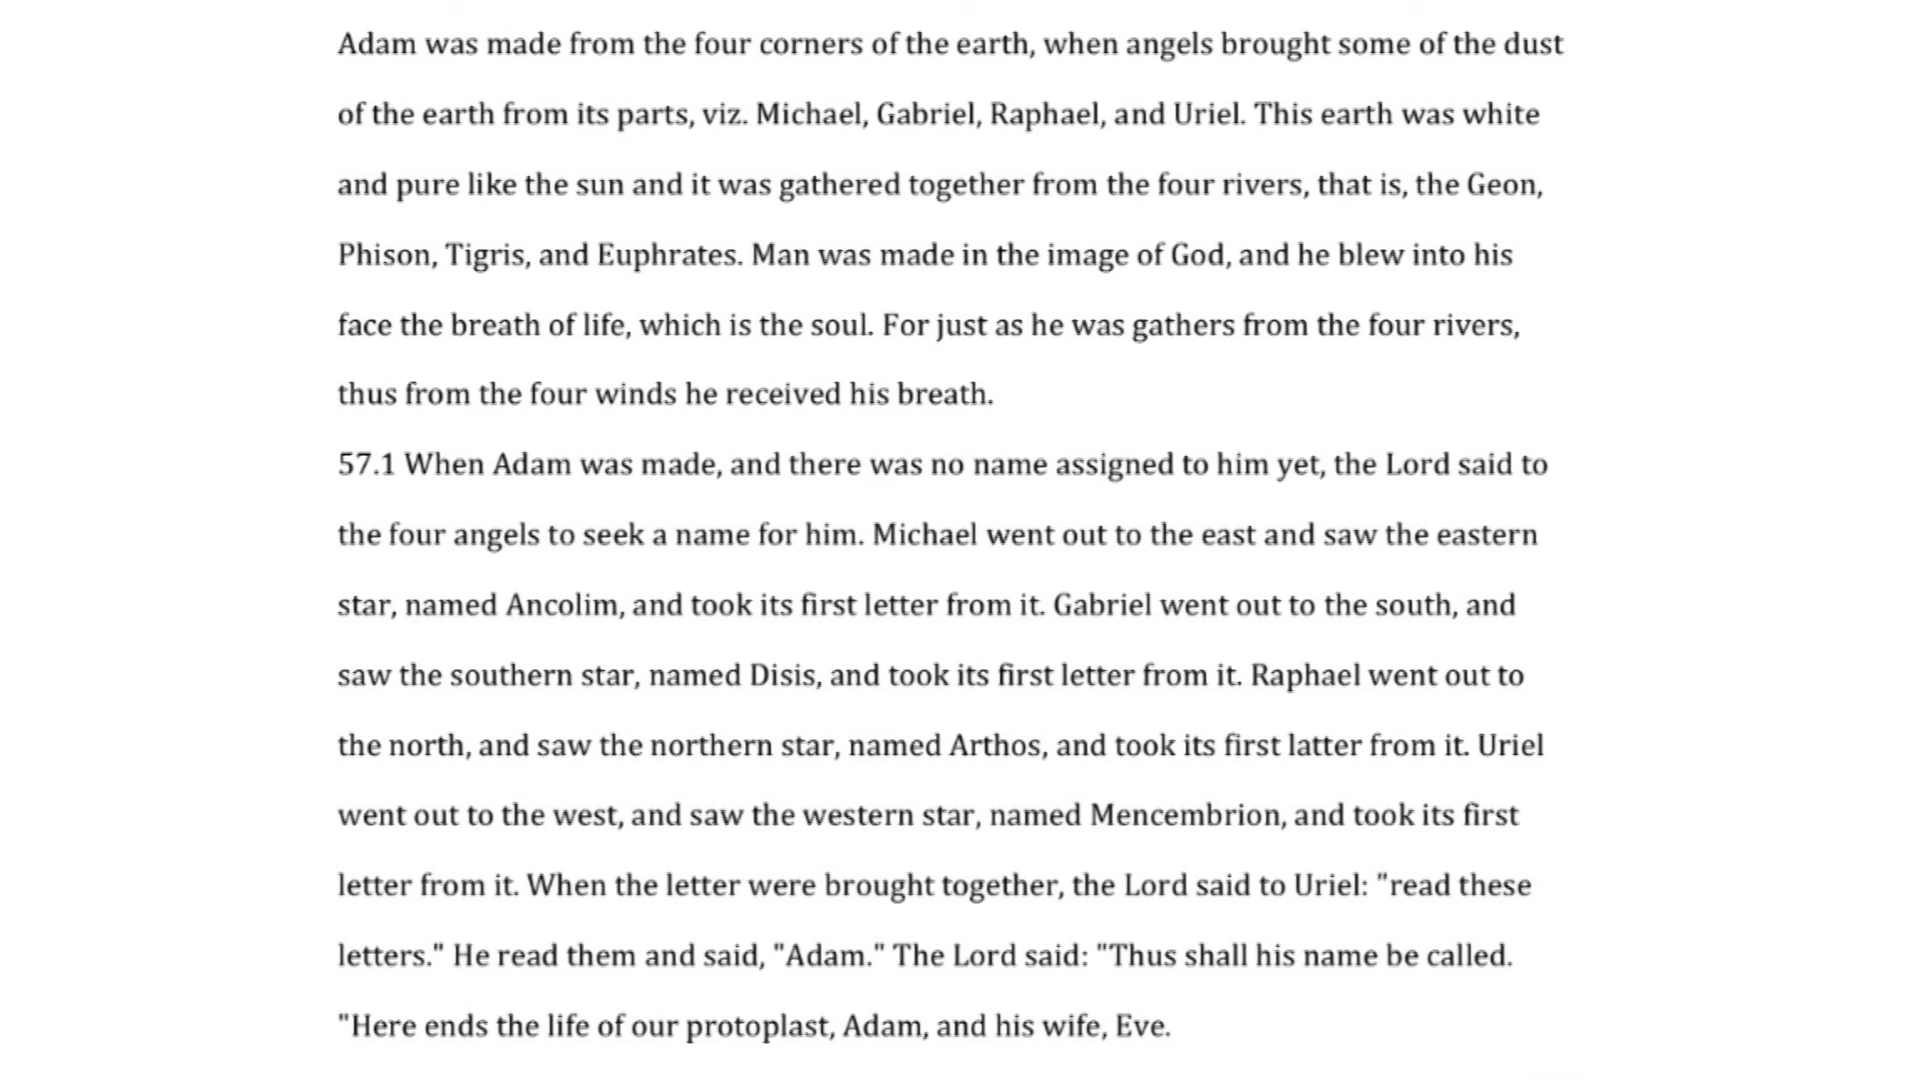 Adam was made from the four corners of the earth, when angels brought some of the dust
of the earth from its parts, viz. Michael, Gabriel, Raphael, and Uriel. This earth was white
and pure like the sun and it was gathered together from the four rivers, that is, the Geon,
Phison, Tigris, and Euphrates. Man was made in the image of God, and he blew into his
face the breath of life, which is the soul. For just as he was gathers from the four rivers,
thus from the four winds he received his breath.
57.1 When Adam was made, and there was no name assigned to him yet, the Lord said to
the four angels to seek a name for him. Michael went out to the east and saw the eastern
star, named Ancolim, and took its first letter from it. Gabriel went out to the south, and
saw the southern star, named Disis, and took its first letter from it. Raphael went out to
the north, and saw the northern star, named Arthos, and took its first latter from it. Uriel
went out to the west, and saw the western star, named Mencembrion, and took its first
letter from it. When the letter were brought together, the Lord said to Uriel: "read these
letters." He read them and said, "Adam." The Lord said: "Thus shall his name be called.
"Here ends the life of our protoplast, Adam, and his wife, Eve.